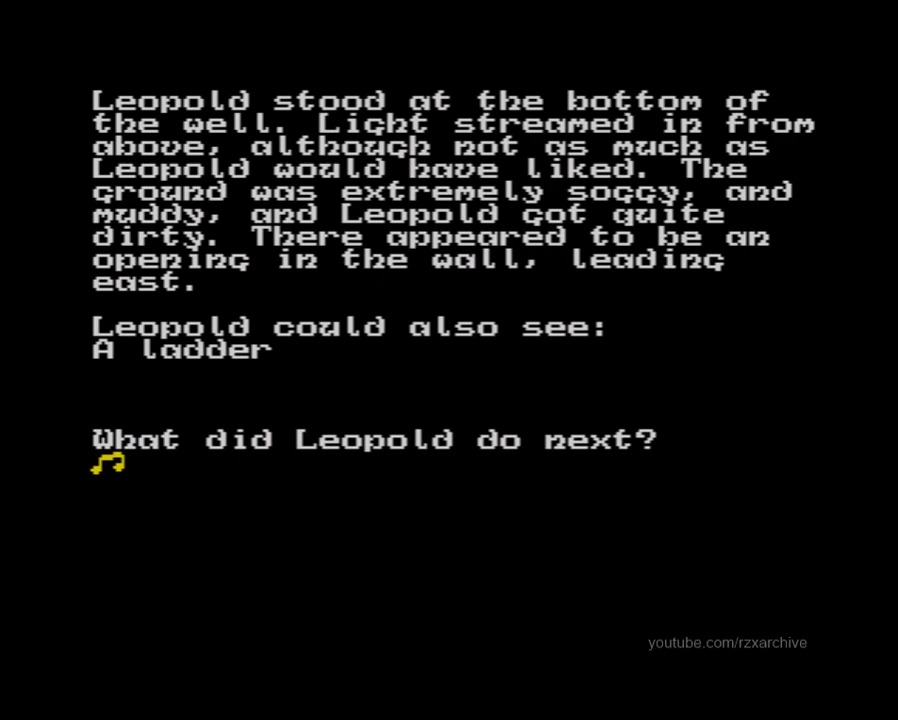 Leopold stood at the bottom of
the well. Light streamed in from
above, although not as much as
Leopold would have liked. The
ground was extremely soggy, and
muddy, and Leopold got quite
dirty. There appeared to be an
opening in the wall, leading
east.
Leopold could also see:
A ladder
What did Leopold do next?
youtube.com/rzxarchive